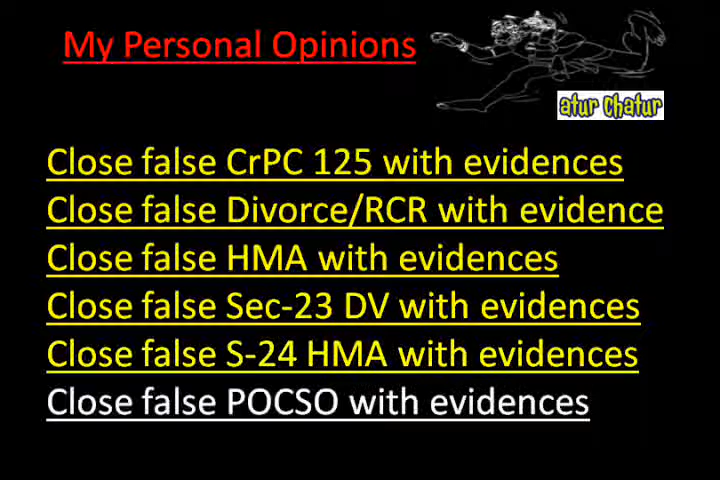 My Personal Opinions
atur Chatur
Close false CrPC 125 with evidences
Close false Divorce/RCR with evidence
Close false HMA with evidences
Close false Sec-23 DV with evidences
Close false S-24 HMA with evidences
Close false POCSO with evidences